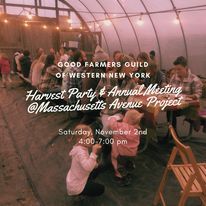 GOOD FARMERS GUILD
OF WESTERN NEW YORK
Harvest Party & Annual Meeting
@Massachusetts Avenue Project
Saturday, November 2nd
4:00-7:00 pm